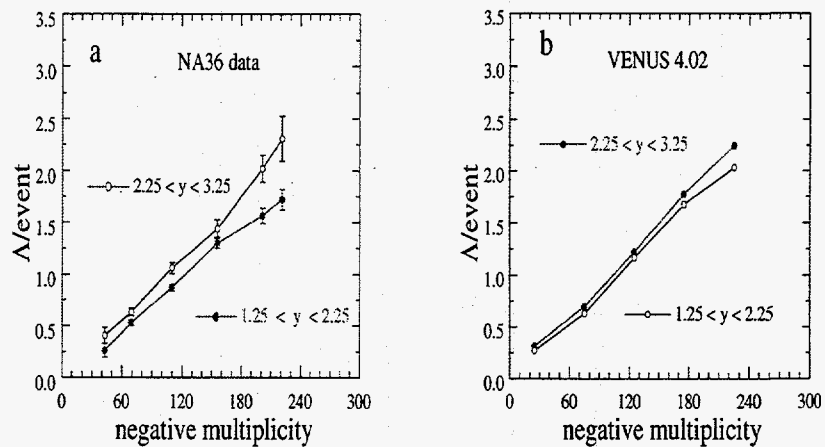 a
NA36 data
3.5
3.0
2.5
2.0
1.5
1.0
0.5
0.0
Λ/event
2.25 < y < 3.25
1.25 < y < 2.25
0 60 120 180 240 300
negative multiplicity
b
VENUS 4.02
3.5
3.0
2.5
2.0
1.5
1.0
0.5
0.0
Λ/event
2.25 < y < 3.25
1.25 < y < 2.25
0 60 120 180 240 300
negative multiplicity